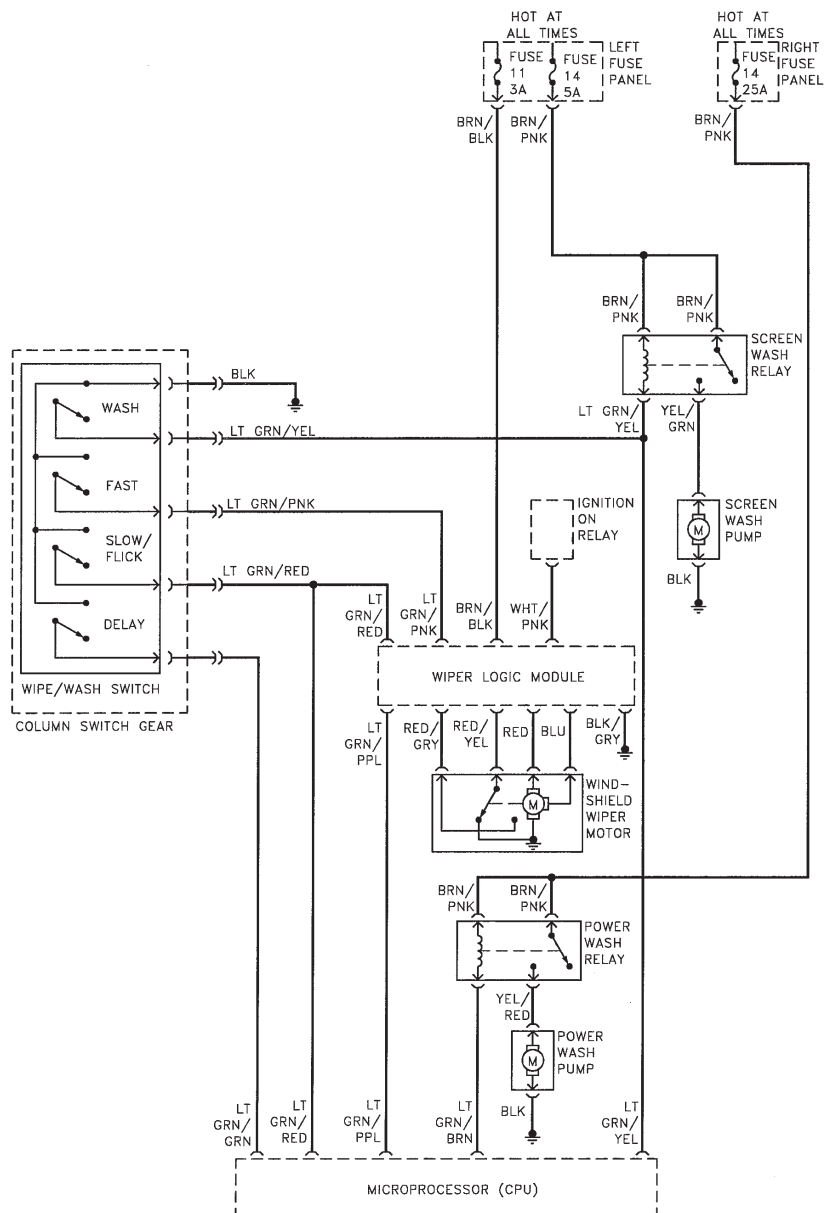 HOT AT
ALL TIMES
HOT AT
ALL TIMES
FUSE
11
3A
FUSE
14
5A
LEFT
FUSE
PANEL
FUSE
14
25A
RIGHT
FUSE
PANEL
BRN/
BLK
BRN/
PNK
BRN/
PNK
BRN/
PNK
BRN/
PNK
SCREEN
WASH
RELAY
LT GRN/
YEL
YEL/
GRN
BLK
WASH
LT GRN/YEL
FAST
LT GRN/PNK
SLOW/
FLICK
LT GRN/RED
DELAY
WIPE/WASH SWITCH
COLUMN SWITCH GEAR
IGNITION
ON
RELAY
SCREEN
WASH
PUMP
M
BLK
LT
GRN/
RED
LT
GRN/
PNK
BRN/
BLK
WHT/
PNK
WIPER LOGIC MODULE
LT
GRN/
PPL
RED/
GRY
RED/
YEL
RED
BLU
BLK/
GRY
M
WIND-
SHIELD
WIPER
MOTOR
BRN/
PNK
BRN/
PNK
POWER
WASH
RELAY
YEL/
RED
M
POWER
WASH
PUMP
BLK
LT
GRN/
GRN
LT
GRN/
RED
LT
GRN/
PPL
LT
GRN/
BRN
LT
GRN/
YEL
MICROPROCESSOR (CPU)